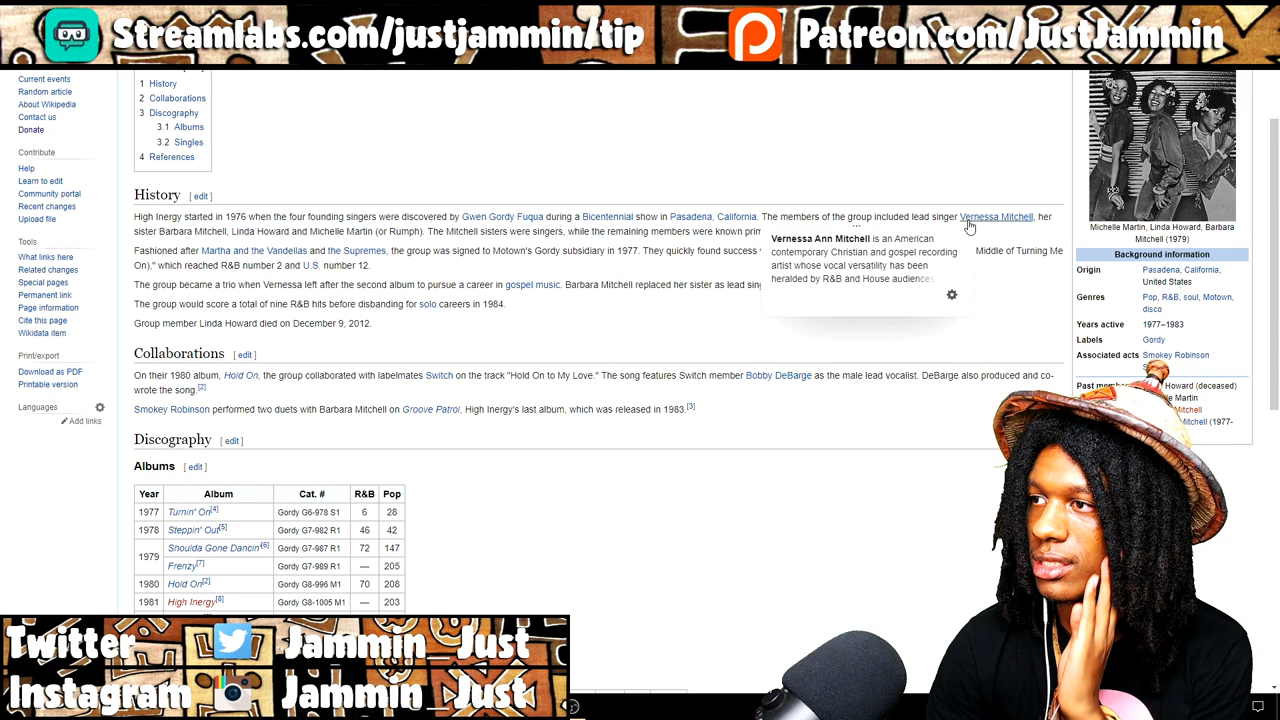 Streamlabs.com/justjammin/tip
Patreon.com/JustJammin
Current events
Random article
About Wikipedia
Contact us
Donate
Contribute
Help
Learn to edit
Community portal
Recent changes
Upload file
Tools
What links here
Related changes
Special pages
Permanent link
Page information
Cite this page
Wikidata item
Print/export
Download as PDF
Printable version
Languages
Add links
1 History
2 Collaborations
3 Discography
3.1 Albums
3.2 Singles
4 References
History [ edit ]
High Inergy started in 1976 when the four founding singers were discovered by Gwen Gordy Fuqua during a Bicentennial show in Pasadena, California. The members of the group included lead singer Vernessa Mitchell, her
sister Barbara Mitchell, Linda Howard and Michelle Martin (or Rumph). The Mitchell sisters were singers, while the remaining members were known prim
Fashioned after Martha and the Vandellas and the Supremes, the group was signed to Motown's Gordy subsidiary in 1977. They quickly found success Middle of Turning Me
On)," which reached R&B number 2 and U.S. number 12.
The group became a trio when Vernessa left after the second album to pursue a career in gospel music. Barbara Mitchell replaced her sister as lead sing
The group would score a total of nine R&B hits before disbanding for solo careers in 1984.
Group member Linda Howard died on December 9, 2012.
Vernessa Ann Mitchell is an American
contemporary Christian and gospel recording
artist whose vocal versatility has been
heralded by R&B and House audiences
Collaborations [ edit ]
On their 1980 album, Hold On, the group collaborated with labelmates Switch on the track "Hold On to My Love." The song features Switch member Bobby DeBarge as the male lead vocalist. DeBarge also produced and co-
wrote the song.[2]
Smokey Robinson performed two duets with Barbara Mitchell on Groove Patrol, High Inergy's last album, which was released in 1983.[3]
Discography [ edit ]
Albums [ edit ]
Year Album Cat. # R&B Pop
1977 Turnin' On[4] Gordy G6-978 S1 6 28
1978 Steppin' Out[5] Gordy G7-982 R1 46 42
1979 Shoulda Gone Dancin'[6] Gordy G7-987 R1 72 147
Frenzy[7] Gordy G7-989 R1 — 205
1980 Hold On[2] Gordy G8-996 M1 70 208
1981 High Inergy[8] Gordy G8-1005 M1 — 203
Michelle Martin, Linda Howard, Barbara
Mitchell (1979)
Background information
Origin Pasadena, California,
United States
Genres Pop, R&B, soul, Motown,
disco
Years active 1977–1983
Labels Gordy
Associated acts Smokey Robinson
Past mem Howard (deceased)
le Martin
Mitchell
Mitchell (1977-
Twitter Jammin_Just
Instagram Jammin_Just